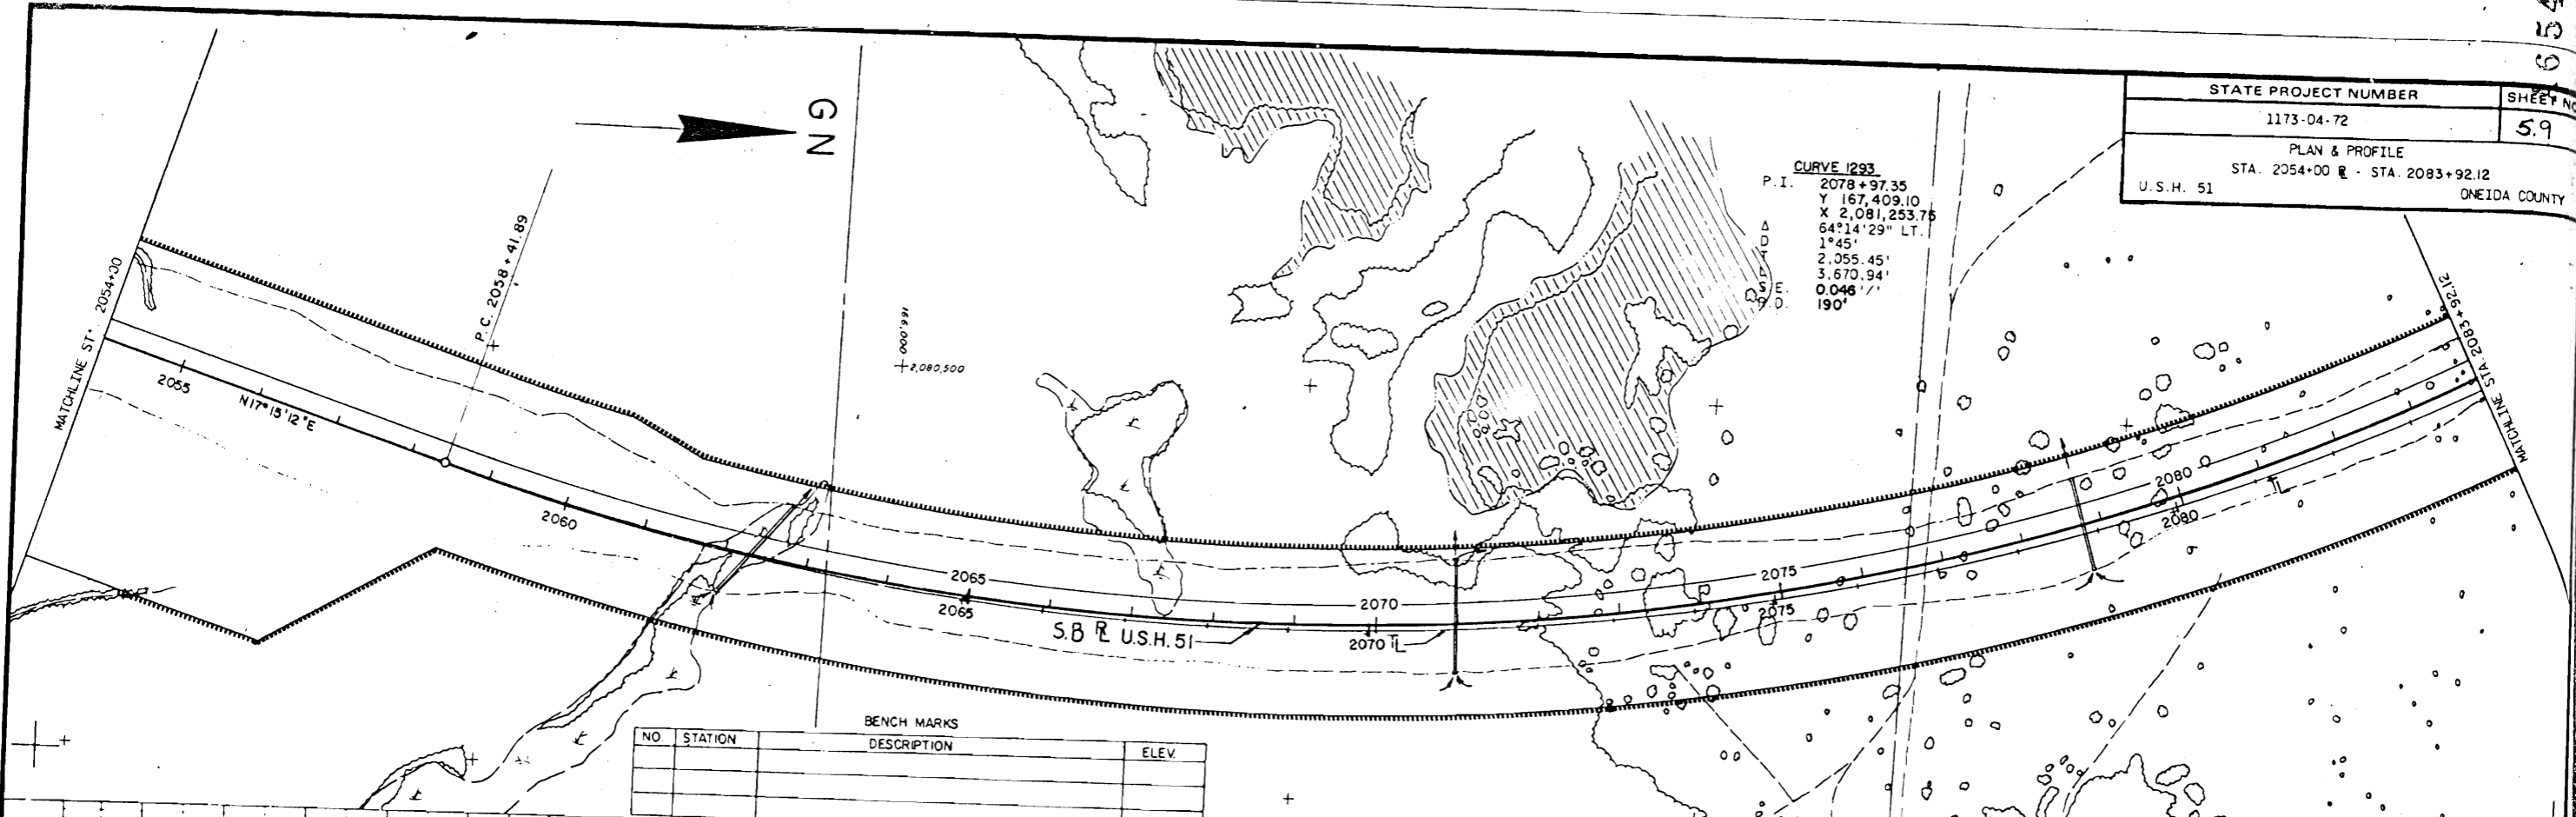 STATE PROJECT NUMBER
SHEET NO
1173-04-72
5.9
PLAN & PROFILE
STA. 2054+00 ℞ - STA. 2083+92.12
U.S.H. 51
ONEIDA COUNTY
G N
CURVE 1293
P.I. 2078+97.35
Y 167,409.10
X 2,081,253.75
Δ 64°14'29" LT.
D 1°45'
T 2,055.45'
L 3,670.94'
S.E. 0.046'/'
R.O. 190'
MATCHLINE STA. 2054+00
P.C. 2058+41.89
166,000
2,080,500
N17°15'12"E
2055
2060
2065
2065
2070
2070 TL
2075
2075
2080
2080
TL
S.B ℞ U.S.H. 51
MATCHLINE STA. 2083+92.12
BENCH MARKS
NO. STATION DESCRIPTION ELEV.